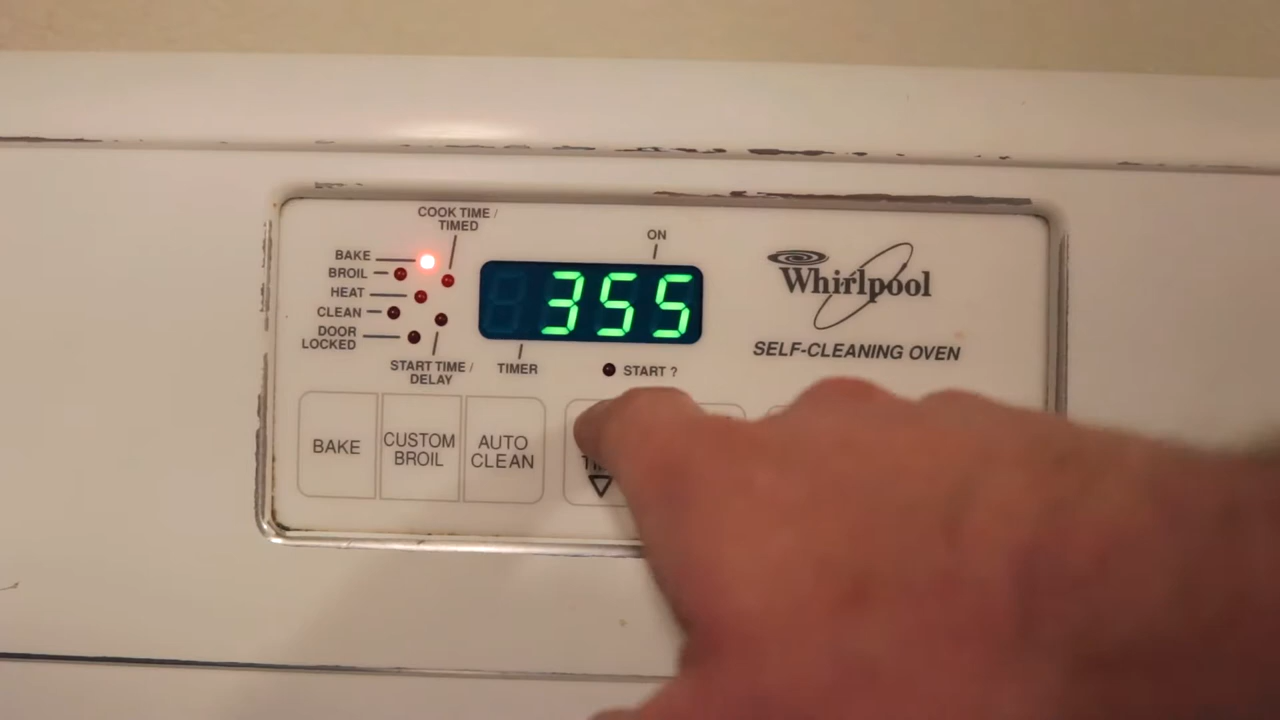 COOK TIME /
TIMED
ON
BAKE
BROIL
HEAT
CLEAN
DOOR
LOCKED
START TIME /
DELAY
355
TIMER
START ?
Whirlpool
SELF-CLEANING OVEN
BAKE
CUSTOM
BROIL
AUTO
CLEAN